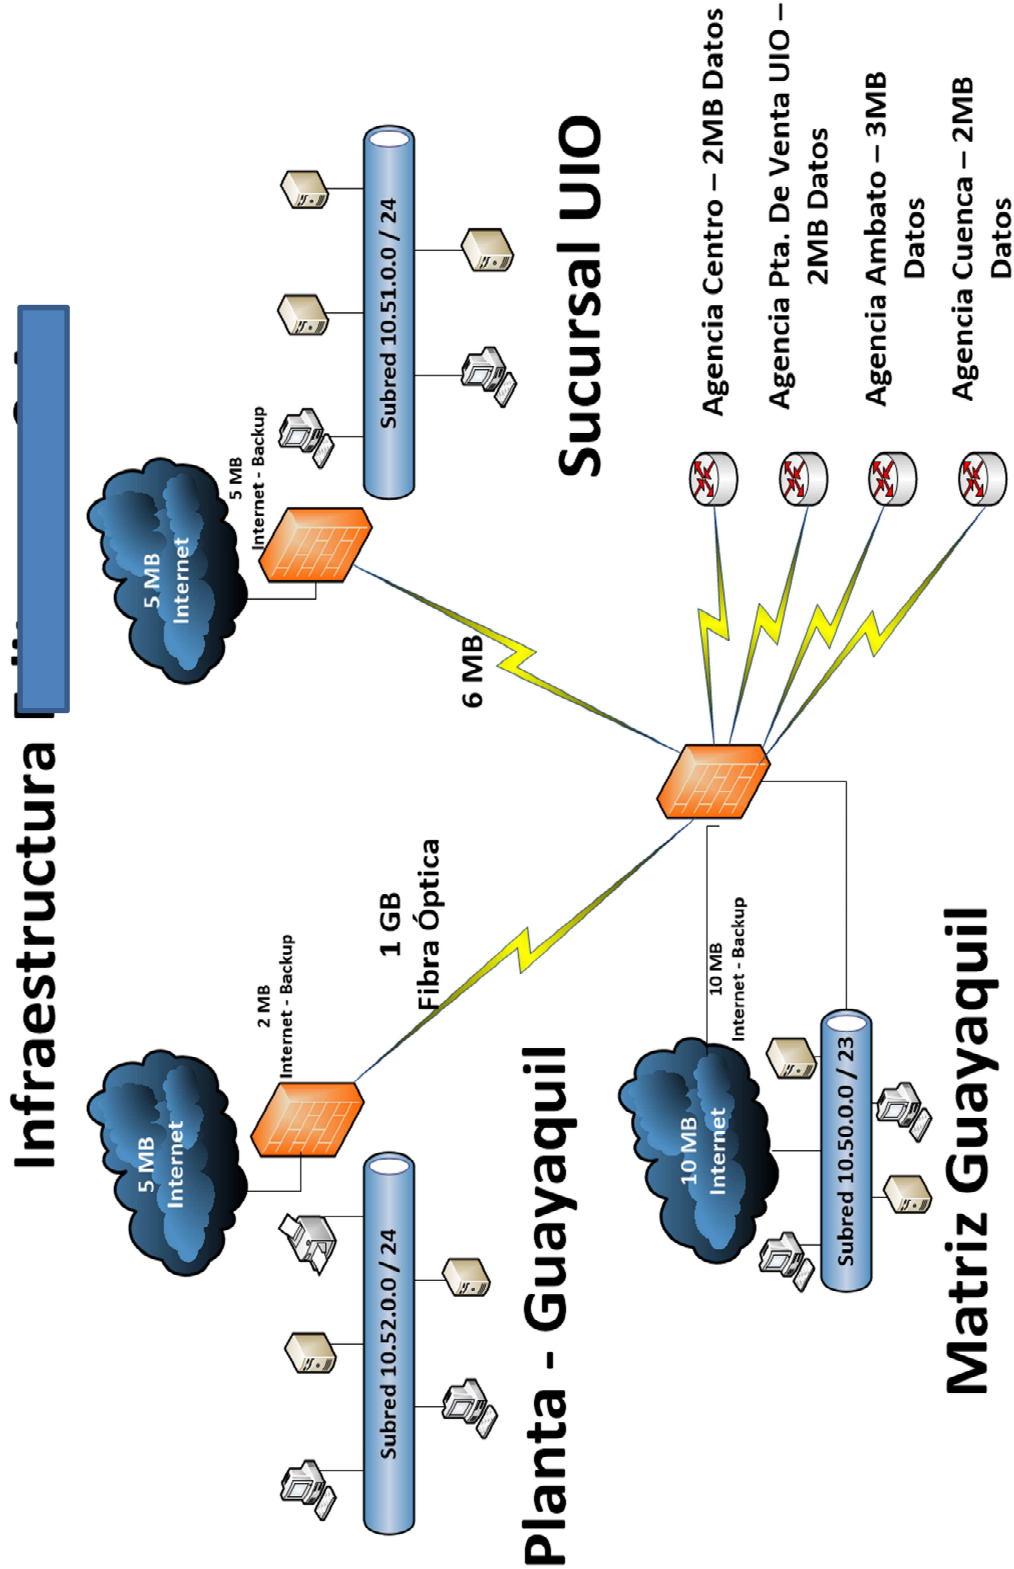 Infraestructura
5 MB
Internet
2 MB
Internet - Backup
Subred 10.52.0.0 / 24
Planta - Guayaquil
1 GB
Fibra Óptica
5 MB
Internet
5 MB
Internet - Backup
Subred 10.51.0.0 / 24
Sucursal UIO
6 MB
10 MB
Internet
10 MB
Internet - Backup
Subred 10.50.0.0 / 23
Matriz Guayaquil
Agencia Centro – 2MB Datos
Agencia Pta. De Venta UIO –
2MB Datos
Agencia Ambato – 3MB
Datos
Agencia Cuenca – 2MB
Datos